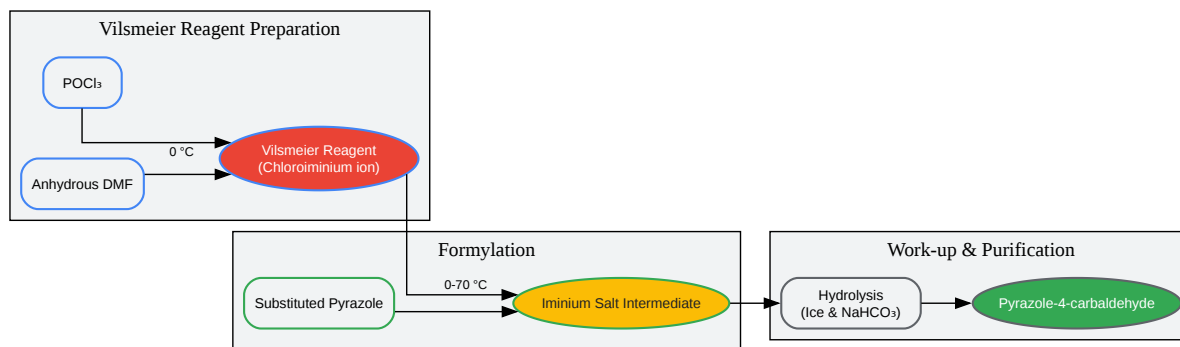 Vilsmeier Reagent Preparation
POCl₃
0 °C
Vilsmeier Reagent
(Chloroiminium ion)
Anhydrous DMF
Formylation
Substituted Pyrazole
0-70 °C
Iminium Salt Intermediate
Work-up & Purification
Hydrolysis
(Ice & NaHCO₃)
Pyrazole-4-carbaldehyde